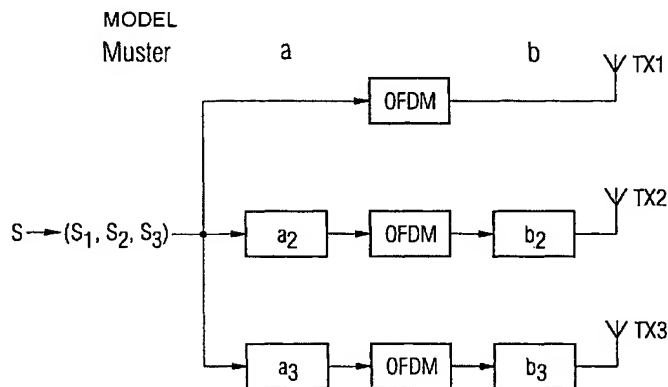 MODEL
Muster a b
TX1
OFDM
TX2
S → (S₁, S₂, S₃) a₂ OFDM b₂
TX3
a₃ OFDM b₃